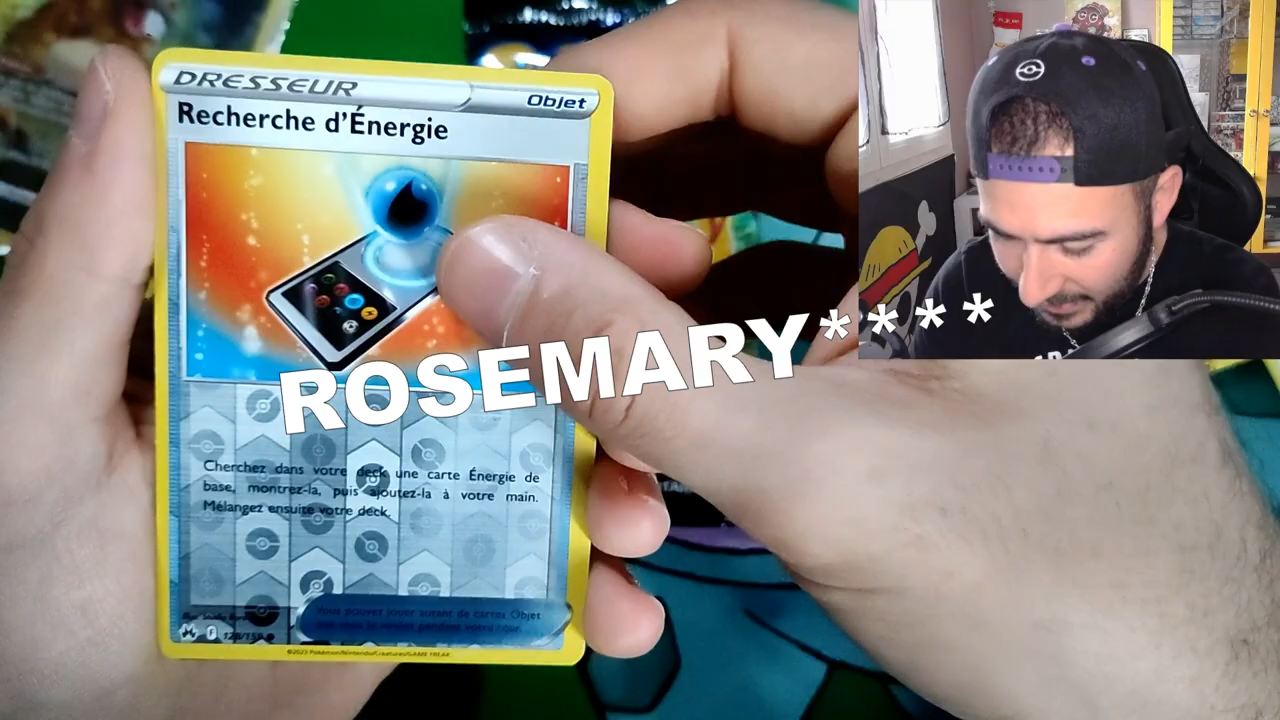 DRESSEUR
Objet
Recherche d'Énergie
ROSEMARY****
Cherchez dans votre deck une carte Énergie de
base, montrez-la, puis ajoutez-la à votre main.
Mélangez ensuite votre deck.
Vous pouvez jouer autant de cartes Objet
que vous le voulez pendant votre tour.
128/159
©2023 Pokémon/Nintendo/Creatures/GAME FREAK